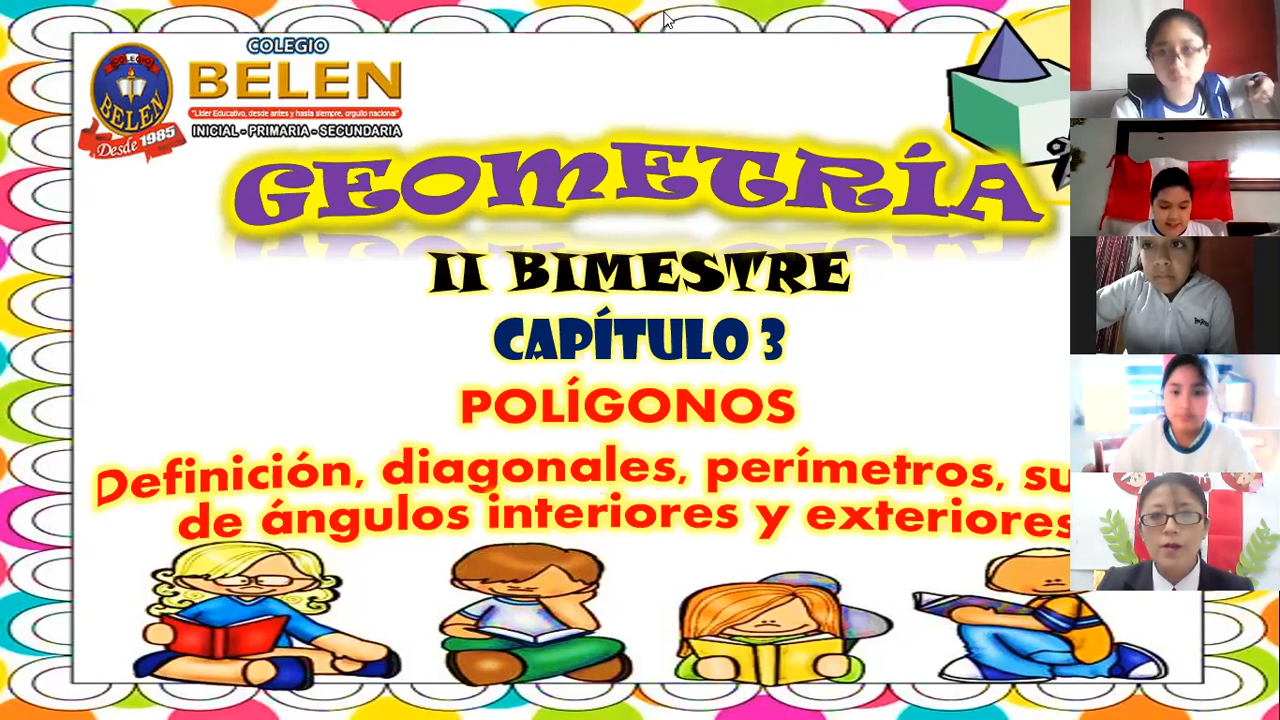 COLEGIO
BELEN
"Líder Educativo, desde antes y hasta siempre, orgullo nacional"
INICIAL - PRIMARIA - SECUNDARIA
COLEGIO
BELEN
Desde 1985
GEOMETRÍA
II BIMESTRE
CAPÍTULO 3
POLÍGONOS
Definición, diagonales, perímetros, su
de ángulos interiores y exteriores